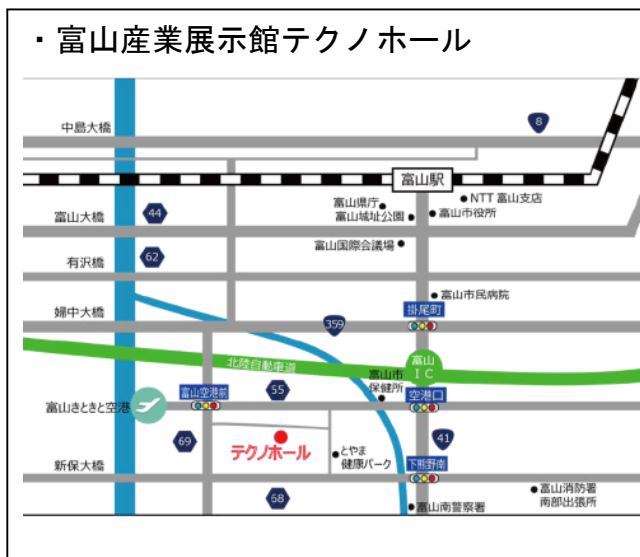 ・富山産業展示館テクノホール
中島大橋
8
富山駅
富山県庁
NTT 富山支店
富山大橋
44
富山城址公園
富山市役所
富山国際会議場
有沢橋
62
富山市民病院
婦中大橋
359
掛尾町
北陸自動車道
富山
IC
富山市
保健所
富山きときと空港
富山空港前
55
空港口
69
テクノホール
とやま
健康パーク
41
新保大橋
下熊野南
68
富山南警察署
富山消防署
南部出張所